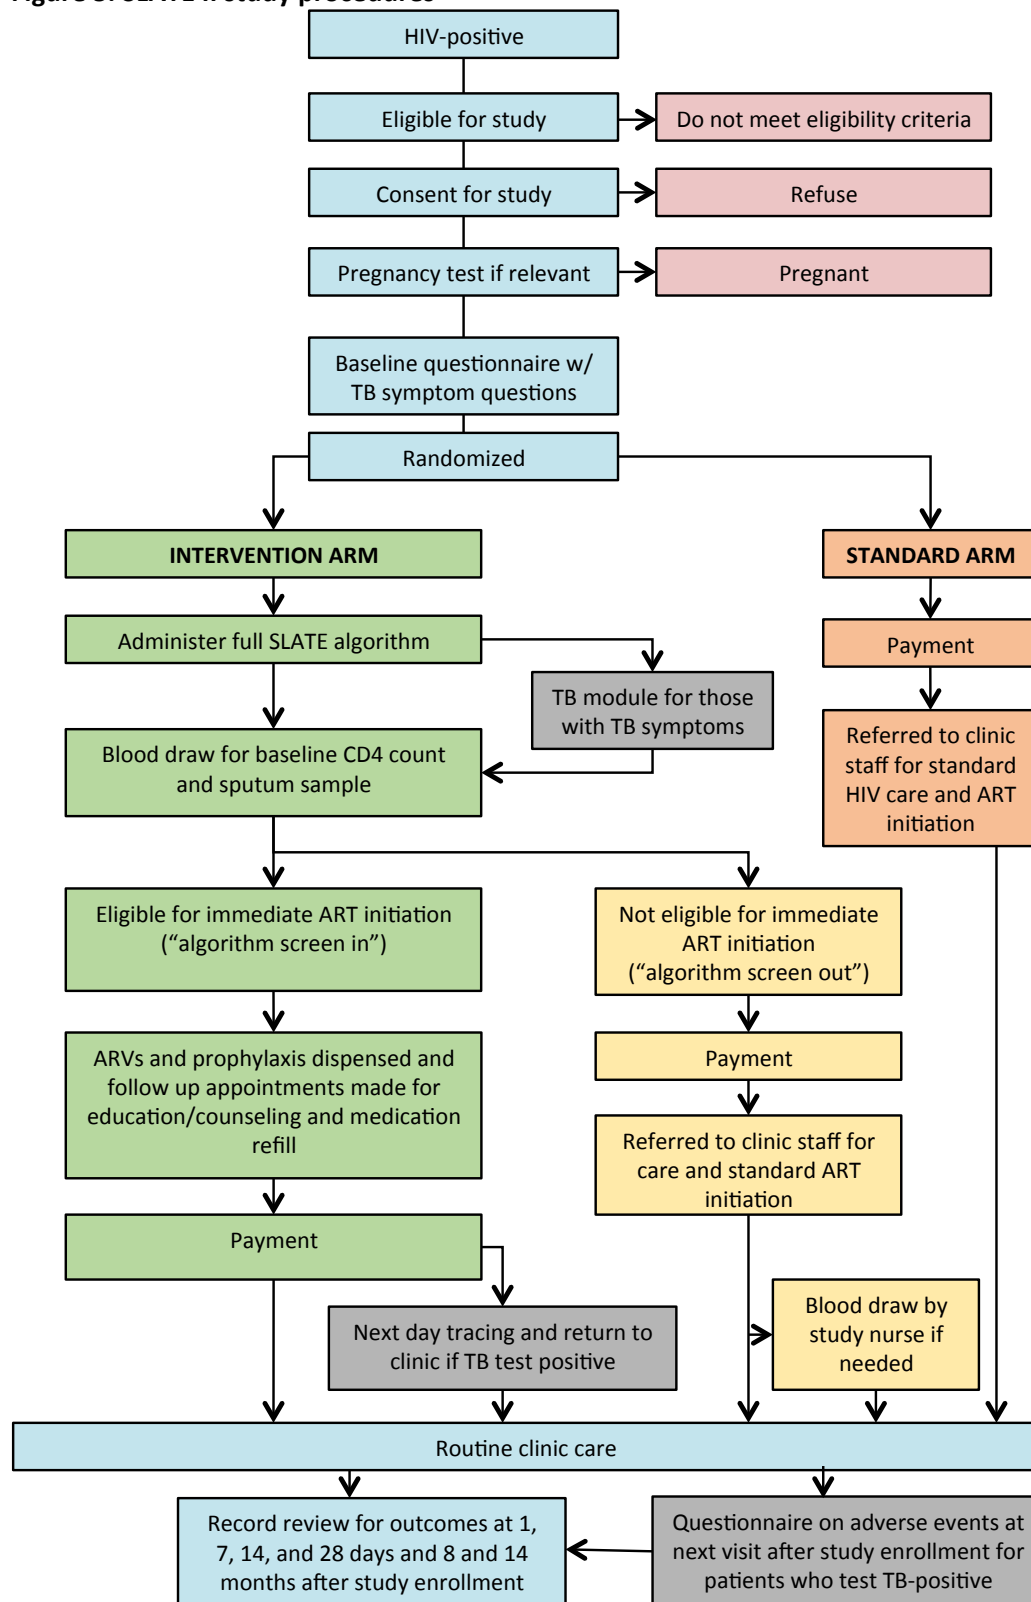 HIV-positive
Eligible for study
Do not meet eligibility criteria
Consent for study
Refuse
Pregnancy test if relevant
Pregnant
Baseline questionnaire w/
TB symptom questions
Randomized
INTERVENTION ARM
STANDARD ARM
Administer full SLATE algorithm
Payment
TB module for those
with TB symptoms
Blood draw for baseline CD4 count
and sputum sample
Referred to clinic
staff for standard
HIV care and ART
initiation
Eligible for immediate ART initiation
(“algorithm screen in”)
Not eligible for immediate
ART initiation
(“algorithm screen out”)
ARVs and prophylaxis dispensed and
follow up appointments made for
education/counseling and medication
refill
Payment
Referred to clinic staff for
care and standard ART
initiation
Payment
Next day tracing and return to
clinic if TB test positive
Blood draw by
study nurse if
needed
Routine clinic care
Record review for outcomes at 1,
7, 14, and 28 days and 8 and 14
months after study enrollment
Questionnaire on adverse events at
next visit after study enrollment for
patients who test TB-positive